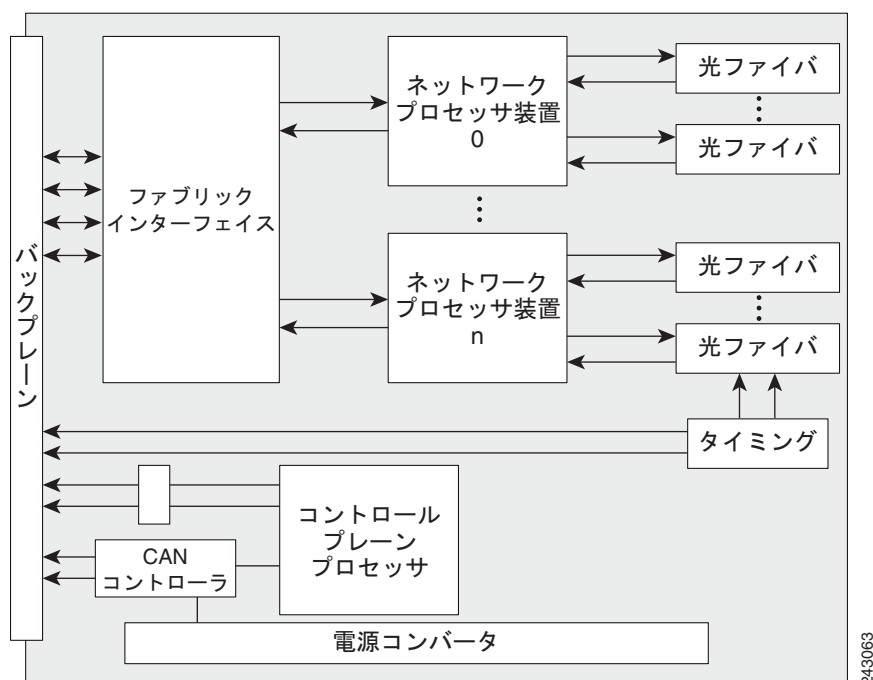 バックプレーン
ファブリック
インターフェイス
ネットワーク
プロセッサ装置
0
光ファイバ
光ファイバ
ネットワーク
プロセッサ装置
n
光ファイバ
光ファイバ
タイミング
コントロール
プレーン
プロセッサ
CAN
コントローラ
電源コンバータ
243063